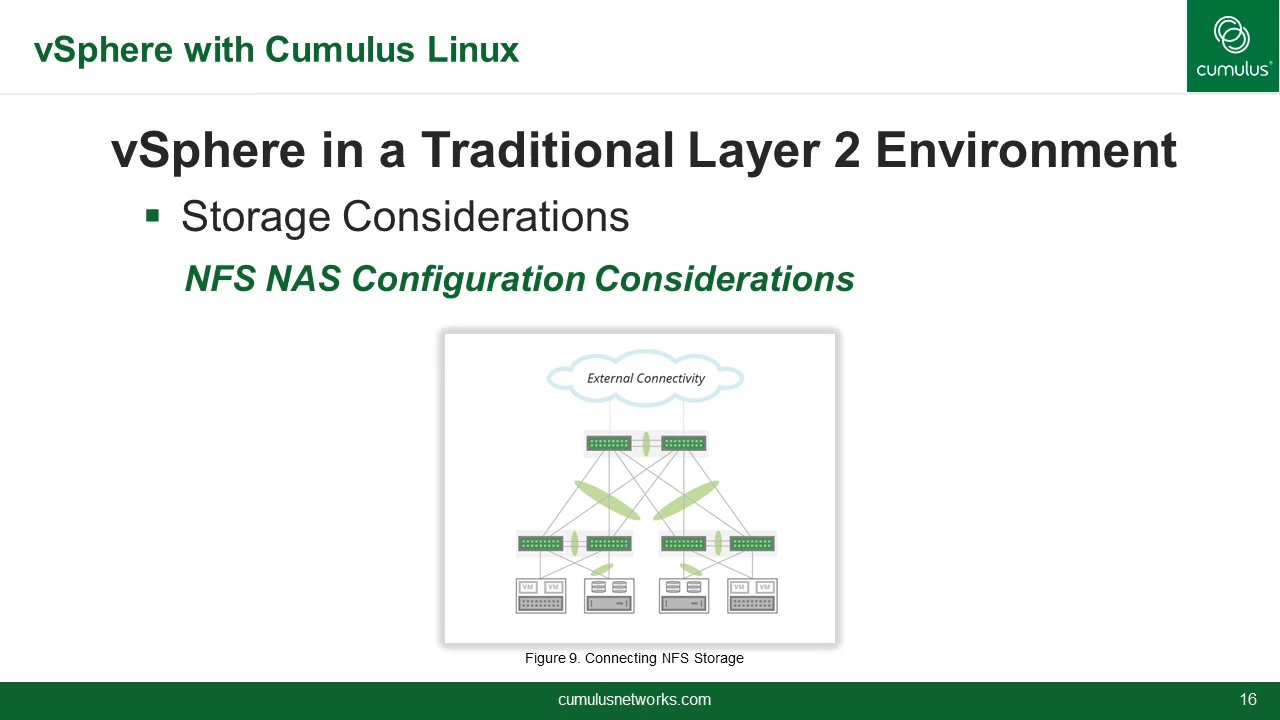 vSphere with Cumulus Linux
cumulus®
vSphere in a Traditional Layer 2 Environment
Storage Considerations
NFS NAS Configuration Considerations
External Connectivity
VM VM VM VM
Figure 9. Connecting NFS Storage
cumulusnetworks.com 16